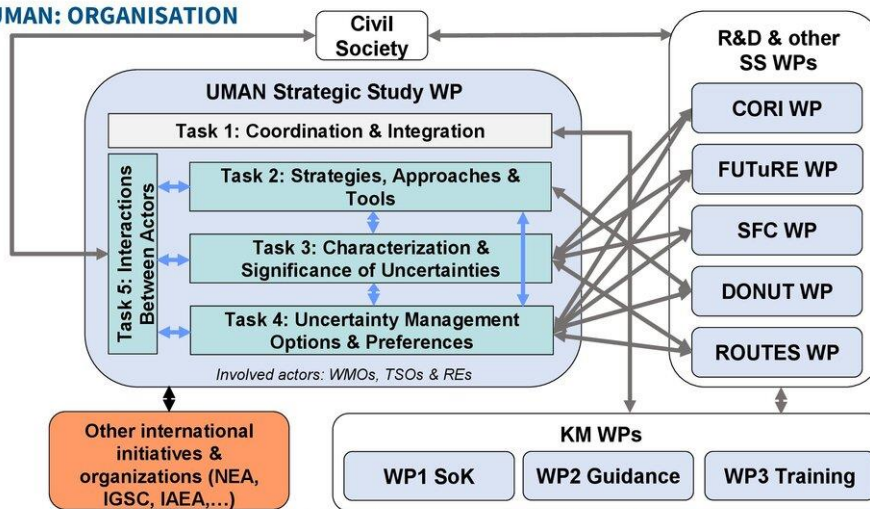 UMAN: ORGANISATION
Civil
Society
R&D & other
SS WPs
UMAN Strategic Study WP
Task 1: Coordination & Integration
Task 2: Strategies, Approaches &
Tools
Task 3: Characterization &
Significance of Uncertainties
Task 4: Uncertainty Management
Options & Preferences
Task 5: Interactions
Between Actors
Involved actors: WMOs, TSOs & REs
CORI WP
FUTuRE WP
SFC WP
DONUT WP
ROUTES WP
Other international
initiatives &
organizations (NEA,
IGSC, IAEA,...)
KM WPs
WP1 SoK
WP2 Guidance
WP3 Training